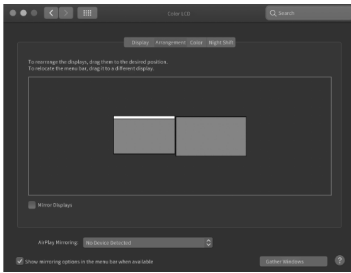 Color LCD
Search
Display Arrangement Color Night Shift
To rearrange the displays, drag them to the desired position.
To relocate the menu bar, drag it to a different display.
Mirror Displays
AirPlay Mirroring: No Device Detected
Show mirroring options in the menu bar when available
Gather Windows
?